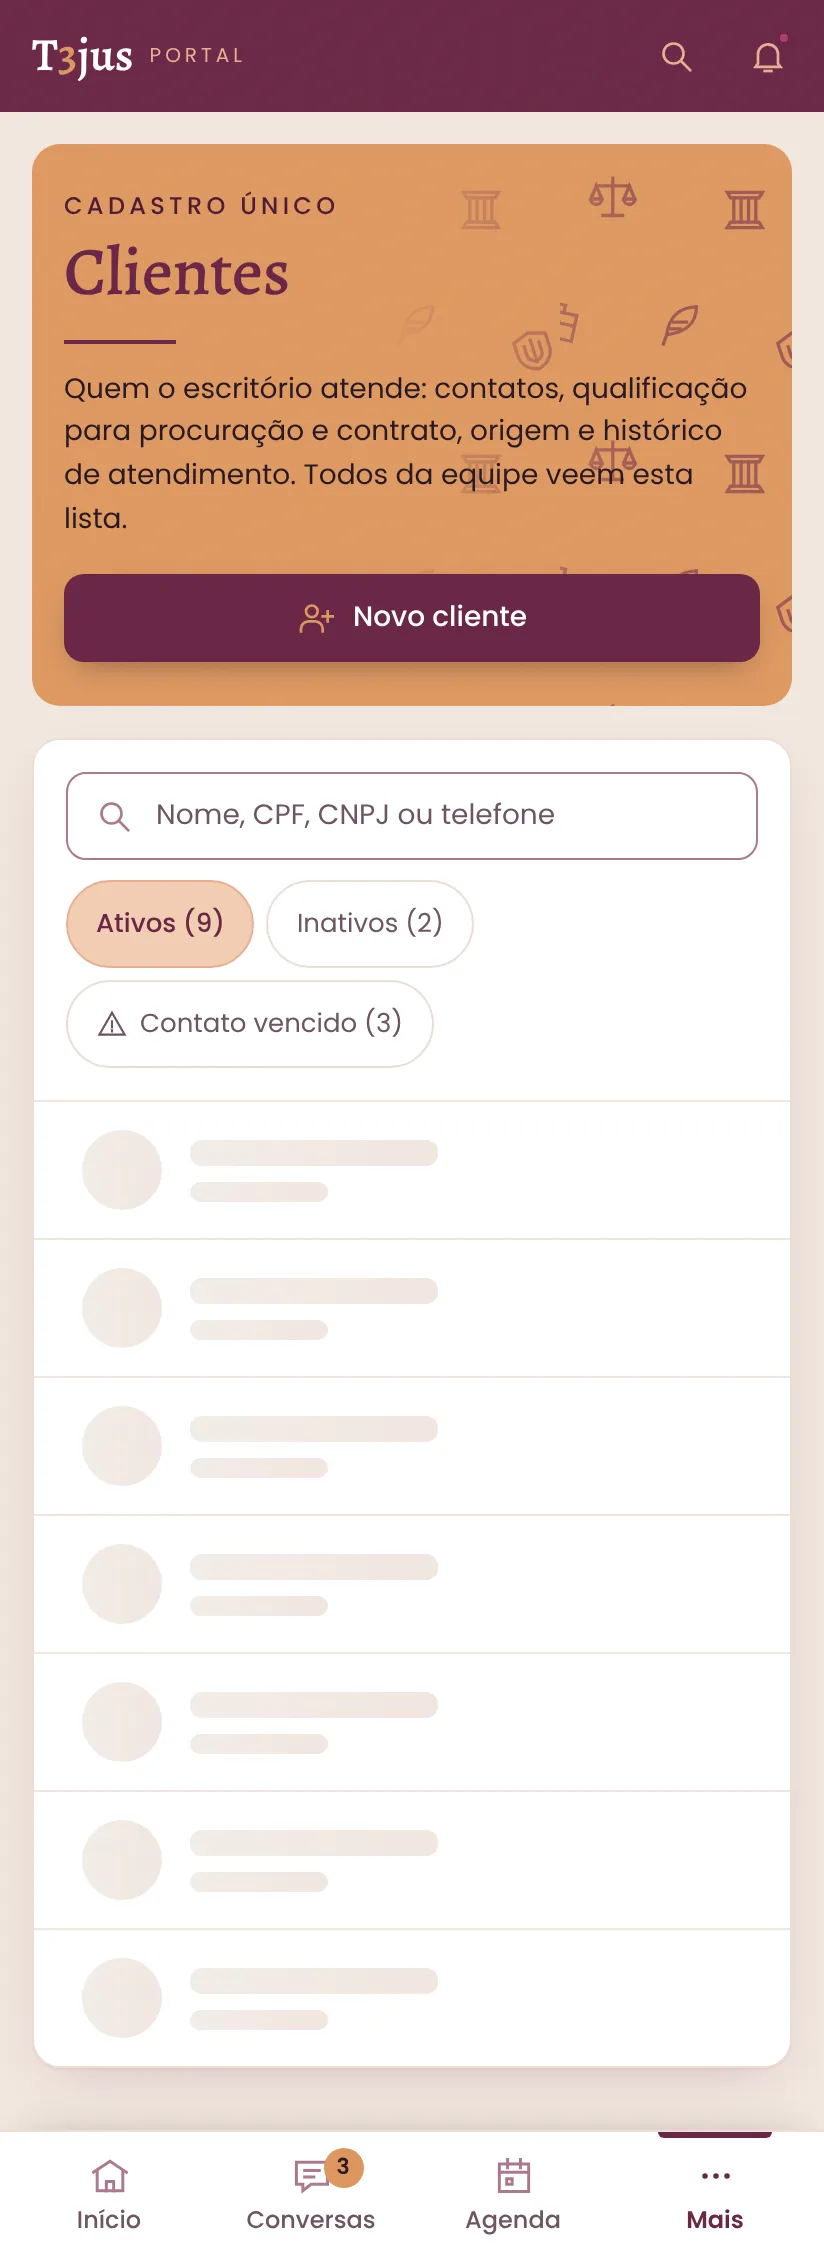 T3jus PORTAL
CADASTRO ÚNICO
Clientes
Quem o escritório atende: contatos, qualificação
para procuração e contrato, origem e histórico
de atendimento. Todos da equipe veem esta
lista.
Novo cliente
Nome, CPF, CNPJ ou telefone
Ativos (9)
Inativos (2)
Contato vencido (3)
3
Início
Conversas
Agenda
Mais